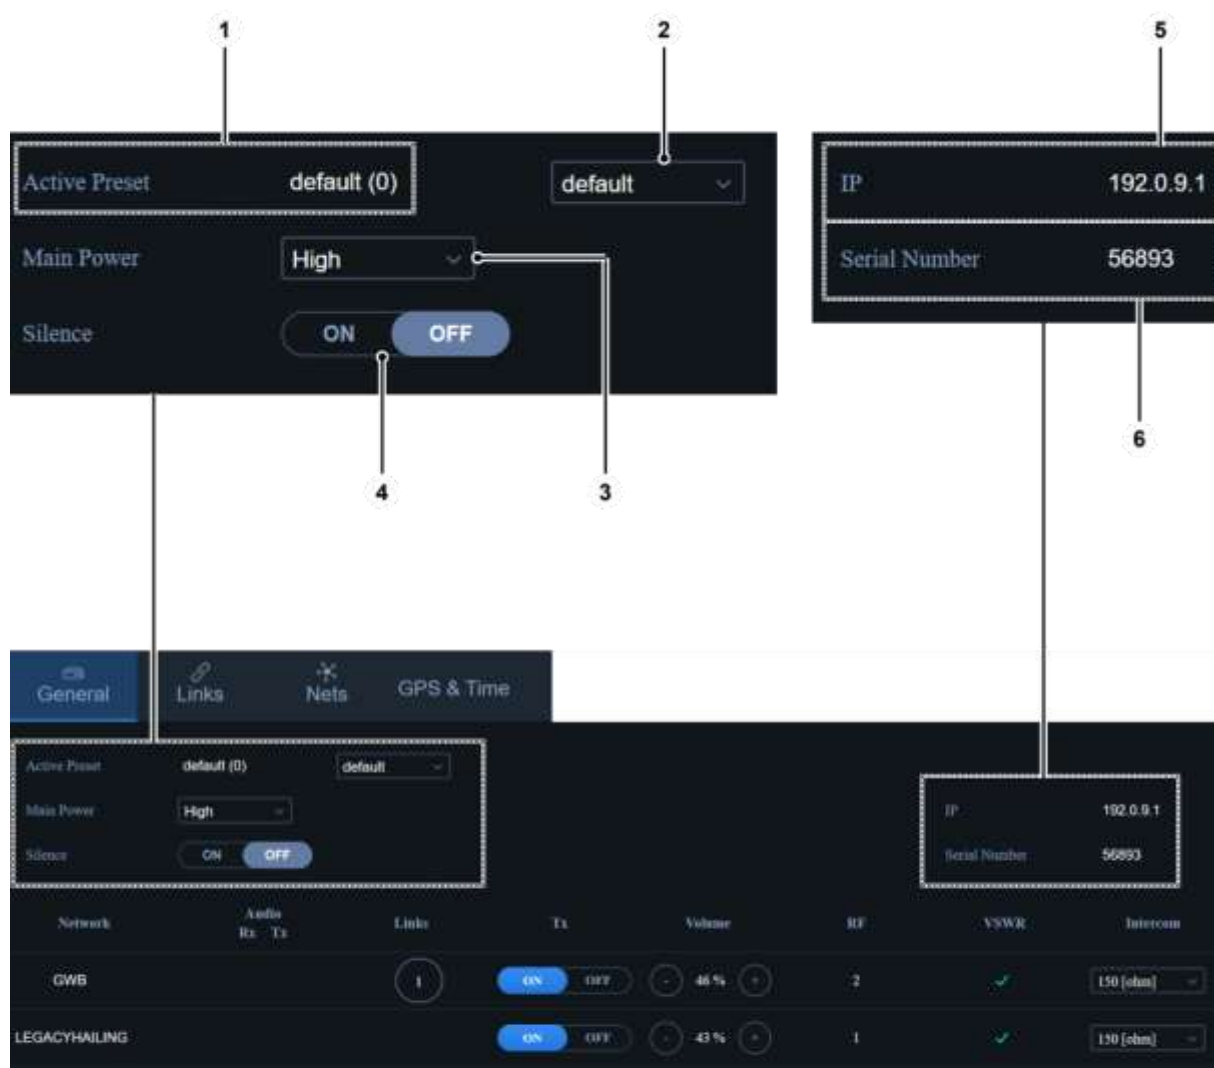 1 2 5
Active Preset default (0) default
IP 192.0.9.1
Main Power High
Serial Number 56893
Silence ON OFF
6
4 3
General Links Nets GPS & Time
Active Preset default (0) default
Main Power High
IP 192.0.9.1
Silence ON OFF
Serial Number 56893
Network Audio Links Tx Volume RF VSWR Intercom
Rx Tx
GWB 1 ON OFF - 46 % + 2 150 [ohm]
LEGACYHAILING ON OFF - 43 % + 1 150 [ohm]